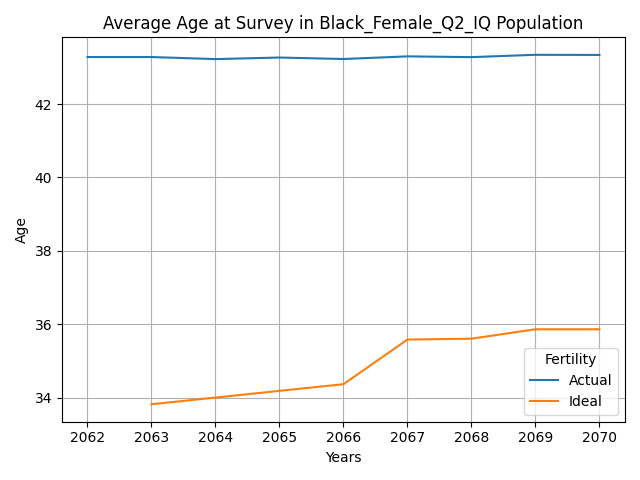 Average Age at Survey in Black_Female_Q2_IQ Population
Age
42
40
38
36
34
Fertility
Actual
Ideal
2062 2063 2064 2065 2066 2067 2068 2069 2070
Years